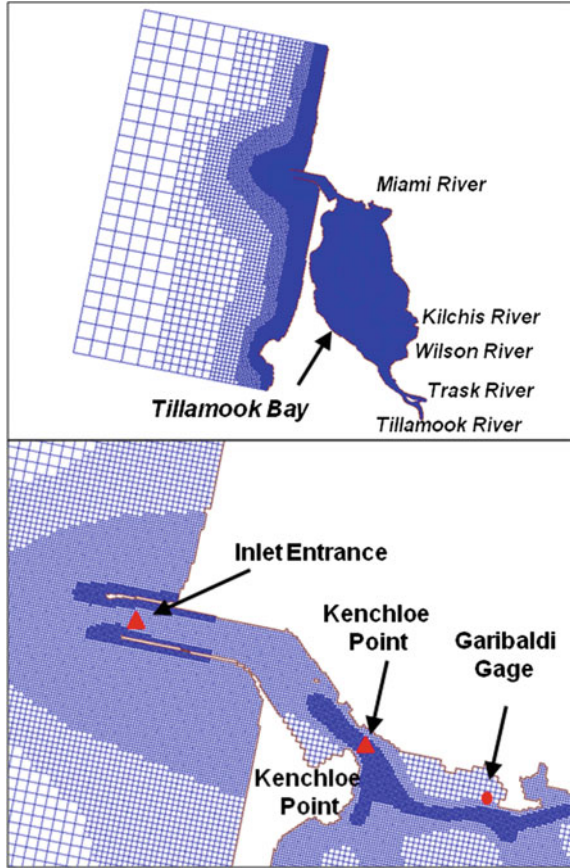 Miami River
Kilchis River
Wilson River
Trask River
Tillamook Bay
Tillamook River
Inlet Entrance
Kenchloe
Point
Garibaldi
Gage
Kenchloe
Point